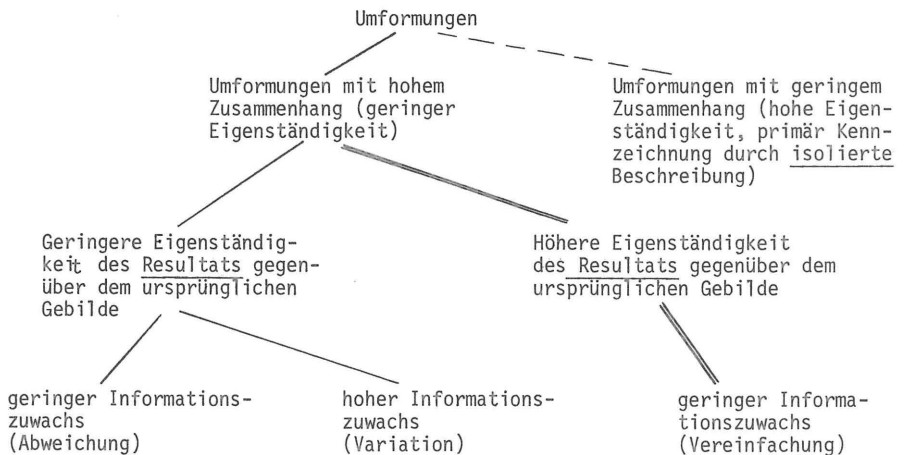 Umformungen
Umformungen mit hohem
Zusammenhang (geringer
Eigenständigkeit)
Umformungen mit geringem
Zusammenhang (hohe Eigen-
ständigkeit, primär Kenn-
zeichnung durch isolierte
Beschreibung)
Geringere Eigenständig-
keit des Resultats gegen-
über dem ursprünglichen
Gebilde
Höhere Eigenständigkeit
des Resultats gegenüber dem
ursprünglichen Gebilde
geringer Informations-
zuwachs
(Abweichung)
hoher Informations-
zuwachs
(Variation)
geringer Informa-
tionszuwachs
(Vereinfachung)